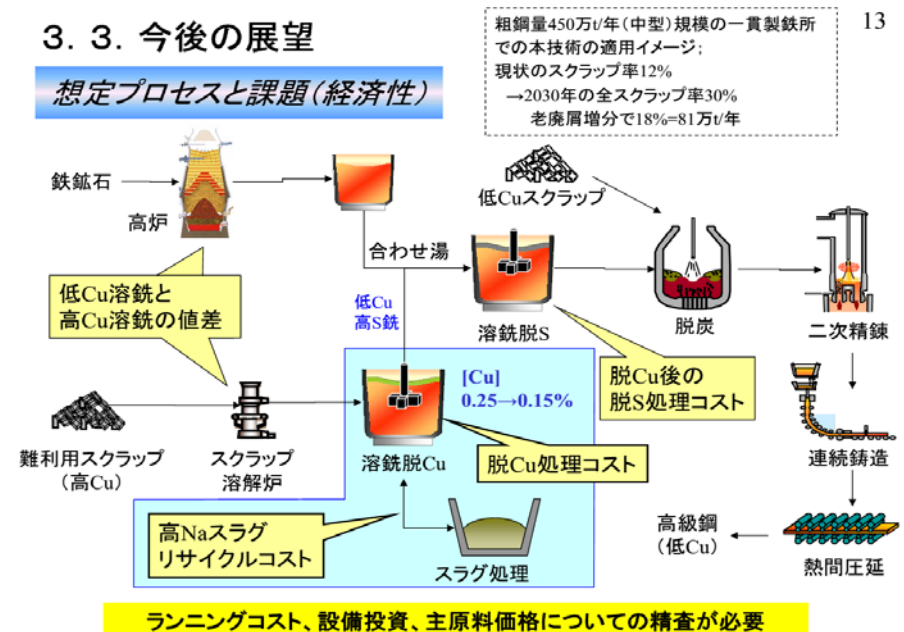 13
3．3．今後の展望
粗鋼量450万t/年（中型）規模の一貫製鉄所
での本技術の適用イメージ；
現状のスクラップ率12%
→2030年の全スクラップ率30%
老廃屑増分で18%=81万t/年
想定プロセスと課題（経済性）
鉄鉱石
高炉
低Cuスクラップ
合わせ湯
低Cu溶銑と
高Cu溶銑の値差
低Cu
高S銑
溶銑脱S
脱炭
二次精錬
脱Cu後の
脱S処理コスト
[Cu]
0.25→0.15%
難利用スクラップ
（高Cu）
スクラップ
溶解炉
溶銑脱Cu
脱Cu処理コスト
連続鋳造
高Naスラグ
リサイクルコスト
スラグ処理
高級鋼
（低Cu）
熱間圧延
ランニングコスト、設備投資、主原料価格についての精査が必要